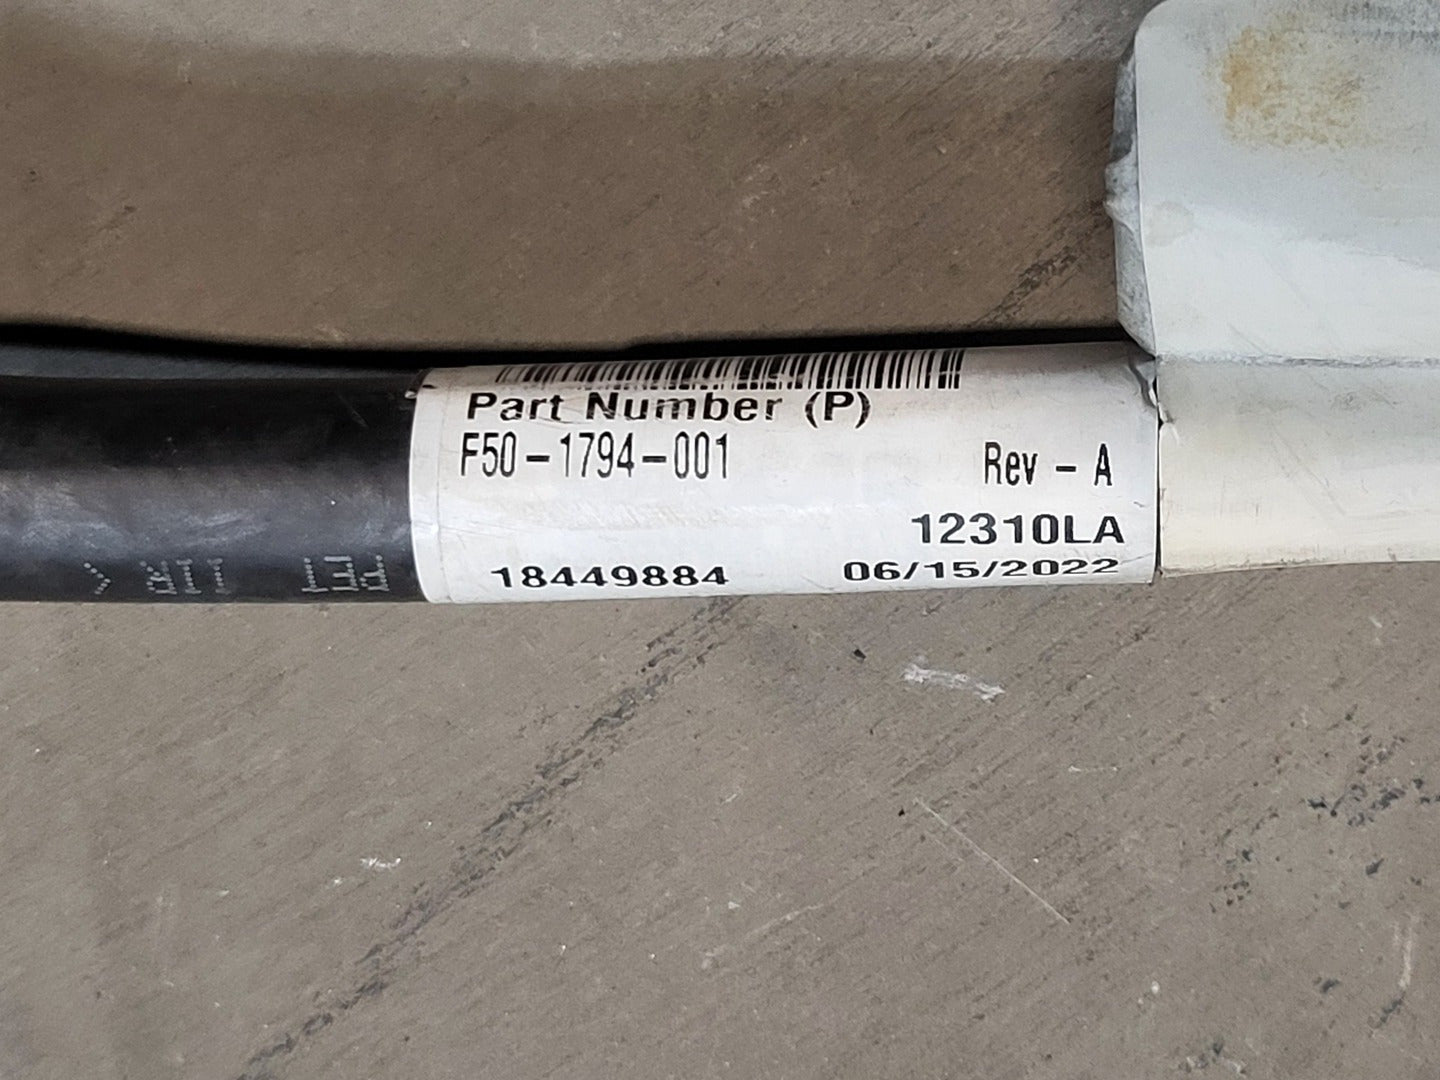 Part Number (P)
F50-1794-001
Rev - A
12310LA
18449884
06/15/2022